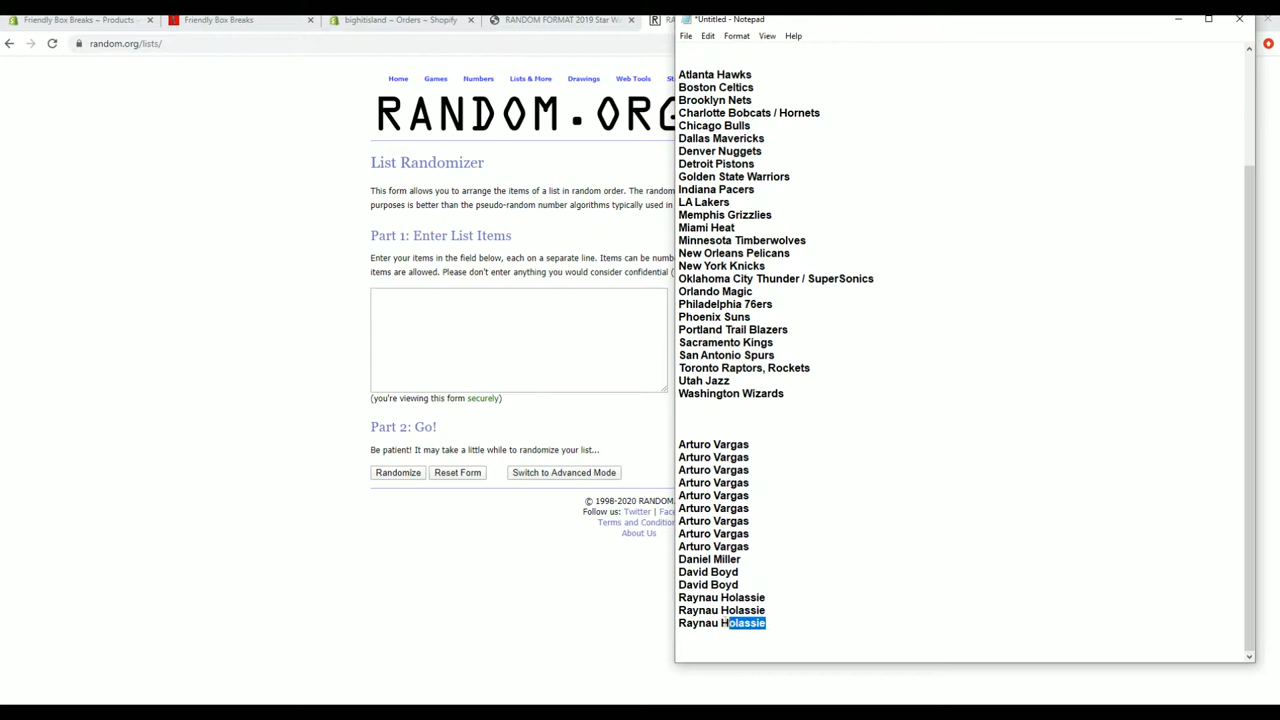 Friendly Box Breaks ~ Products
Friendly Box Breaks
bighitisland ~ Orders ~ Shopify
RANDOM FORMAT 2019 Star W
random.org/lists/
Home Games Numbers Lists & More Drawings Web Tools
RANDOM.ORG
List Randomizer
This form allows you to arrange the items of a list in random order. The random
purposes is better than the pseudo-random number algorithms typically used in
Part 1: Enter List Items
Enter your items in the field below, each on a separate line. Items can be numb
items are allowed. Please don't enter anything you would consider confidential (
(you're viewing this form securely)
Part 2: Go!
Be patient! It may take a little while to randomize your list...
Randomize Reset Form Switch to Advanced Mode
© 1998-2020 RANDOM.
Follow us: Twitter | Fac
Terms and Condition
About Us
*Untitled - Notepad
File Edit Format View Help
Atlanta Hawks
Boston Celtics
Brooklyn Nets
Charlotte Bobcats / Hornets
Chicago Bulls
Dallas Mavericks
Denver Nuggets
Detroit Pistons
Golden State Warriors
Indiana Pacers
LA Lakers
Memphis Grizzlies
Miami Heat
Minnesota Timberwolves
New Orleans Pelicans
New York Knicks
Oklahoma City Thunder / SuperSonics
Orlando Magic
Philadelphia 76ers
Phoenix Suns
Portland Trail Blazers
Sacramento Kings
San Antonio Spurs
Toronto Raptors, Rockets
Utah Jazz
Washington Wizards
Arturo Vargas
Arturo Vargas
Arturo Vargas
Arturo Vargas
Arturo Vargas
Arturo Vargas
Arturo Vargas
Arturo Vargas
Arturo Vargas
Daniel Miller
David Boyd
David Boyd
Raynau Holassie
Raynau Holassie
Raynau Holassie